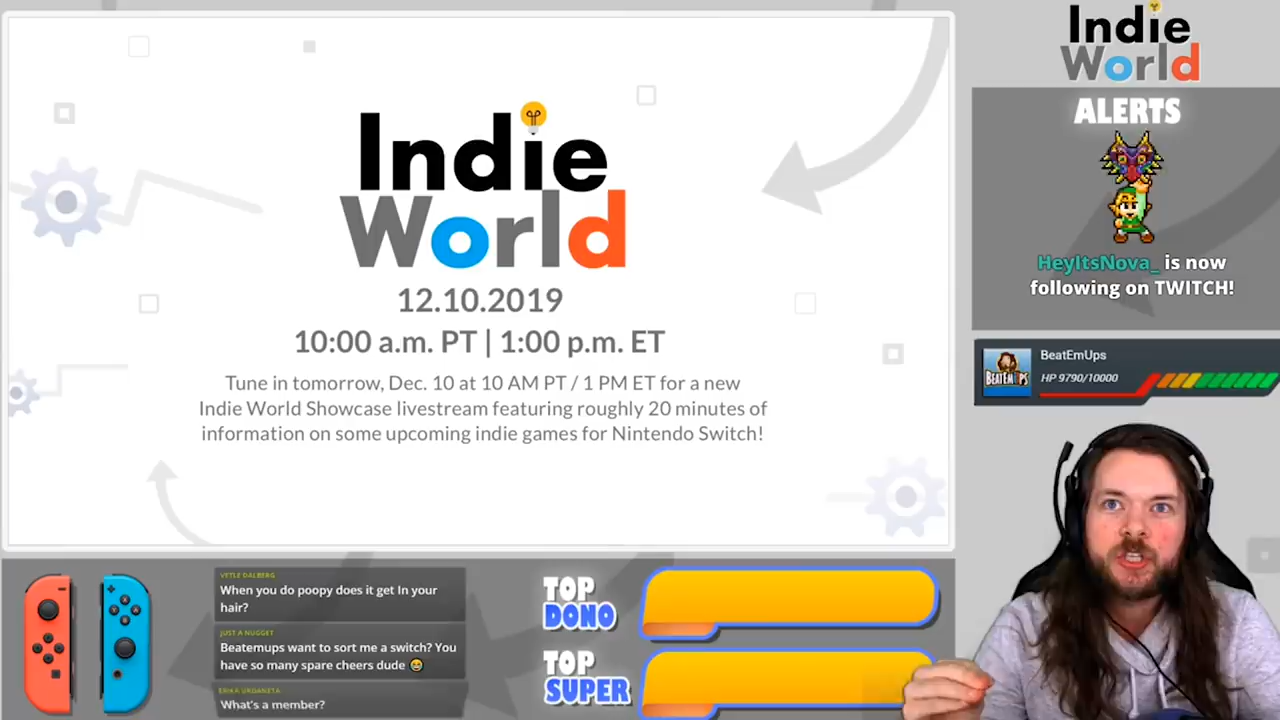 Indie
World
12.10.2019
10:00 a.m. PT | 1:00 p.m. ET
Tune in tomorrow, Dec. 10 at 10 AM PT / 1 PM ET for a new
Indie World Showcase livestream featuring roughly 20 minutes of
information on some upcoming indie games for Nintendo Switch!
Indie
World
ALERTS
HeyItsNova_ is now
following on TWITCH!
BeatEmUps
HP 9790/10000
BEATEMUPS
VETLE DALBERG
When you do poopy does it get In your
hair?
JUST A NUGGET
Beatemups want to sort me a switch? You
have so many spare cheers dude 😂
ERIKA URDANETA
What's a member?
TOP
DONO
TOP
SUPER